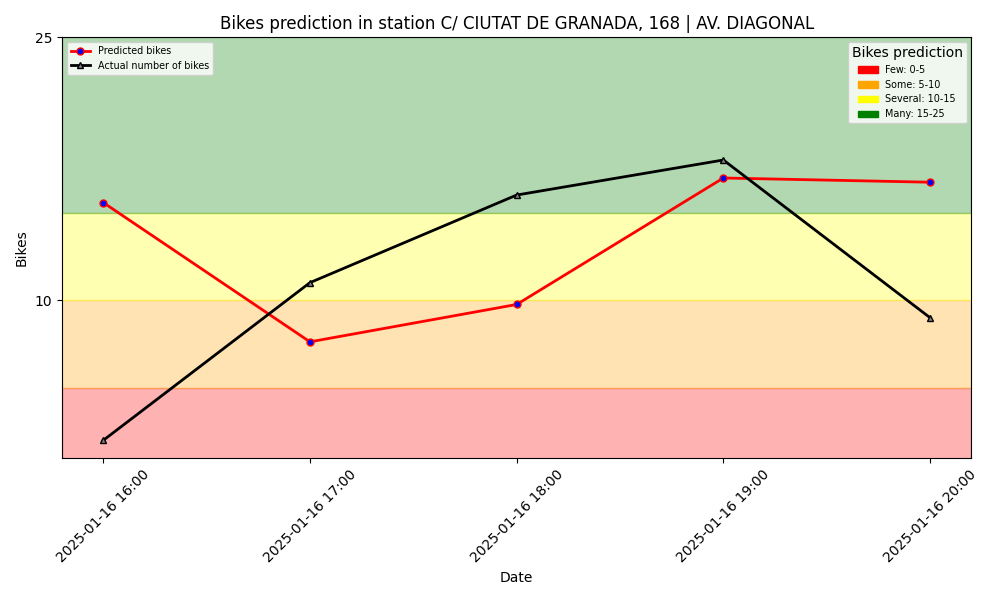 Bikes prediction in station C/ CIUTAT DE GRANADA, 168 | AV. DIAGONAL
25
Predicted bikes
Actual number of bikes
Bikes prediction
Few: 0-5
Some: 5-10
Several: 10-15
Many: 15-25
Bikes
10
2025-01-16 16:00
2025-01-16 17:00
2025-01-16 18:00
2025-01-16 19:00
2025-01-16 20:00
Date